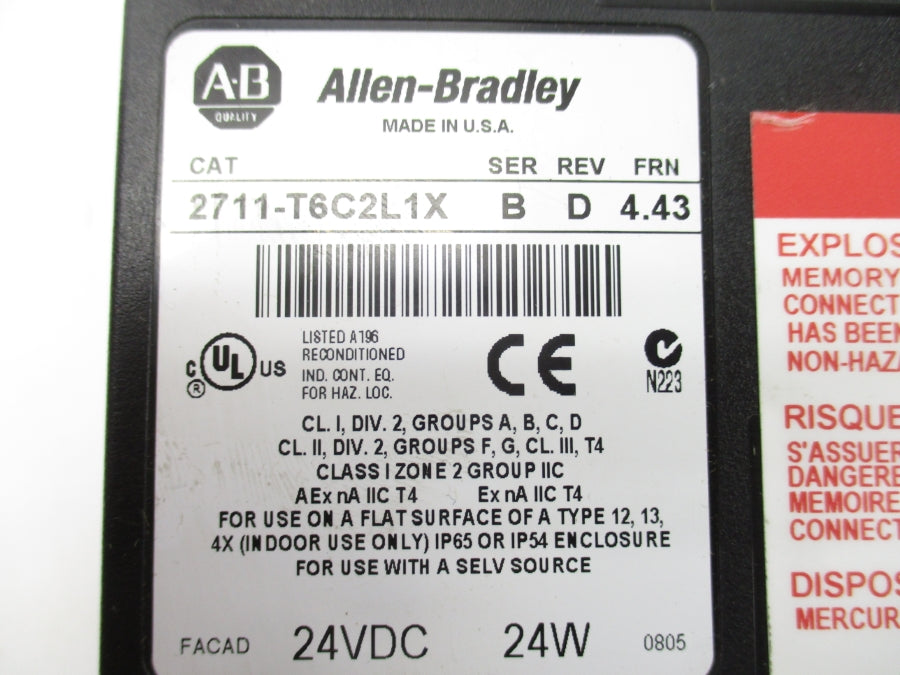 A-B
QUALITY
Allen-Bradley
MADE IN U.S.A.
CAT SER REV FRN
2711-T6C2L1X B D 4.43
C UL US
®
LISTED A196
RECONDITIONED
IND. CONT. EQ.
FOR HAZ. LOC.
CE
N223
CL. I, DIV. 2, GROUPS A, B, C, D
CL. II, DIV. 2, GROUPS F, G, CL. III, T4
CLASS I ZONE 2 GROUP IIC
AEx nA IIC T4 Ex nA IIC T4
FOR USE ON A FLAT SURFACE OF A TYPE 12, 13,
4X (INDOOR USE ONLY) IP65 OR IP54 ENCLOSURE
FOR USE WITH A SELV SOURCE
FACAD 24VDC 24W 0805
EXPLOS
MEMORY
CONNECT
HAS BEEN
NON-HAZA
RISQUE
S'ASSUER
DANGERE
MEMOIRE
CONNECT
DISPOS
MERCUR